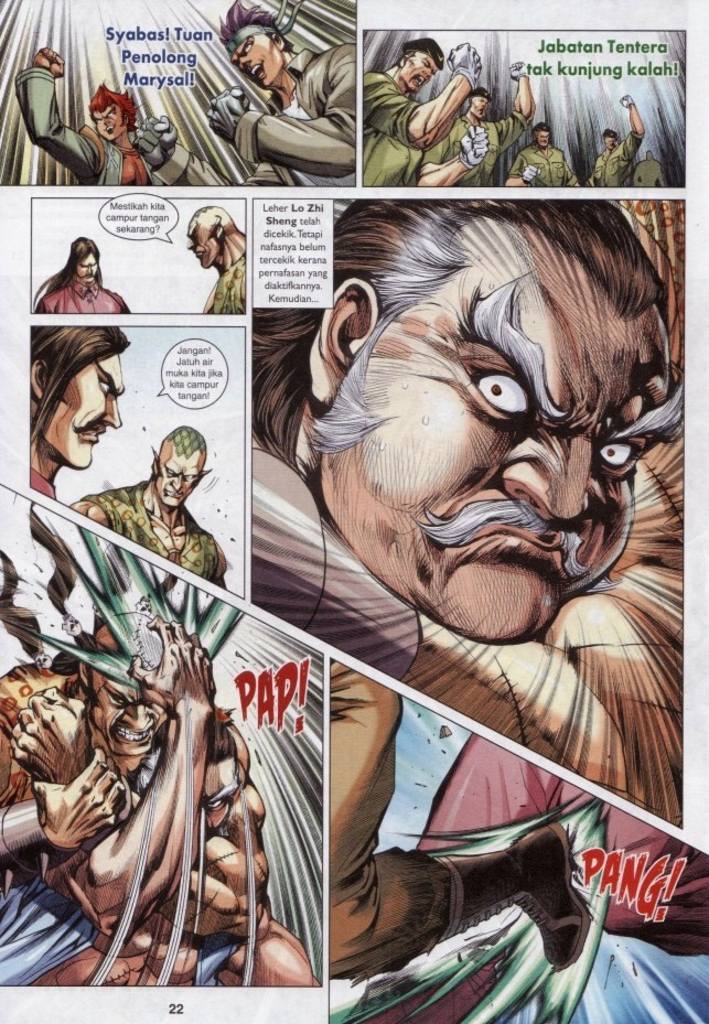 Syabas! Tuan
Penolong
Marysal!
Jabatan Tentera
tak kunjung kalah!
Mestikah kita
campur tangan
sekarang?
Leher Lo Zhi
Sheng telah
dicekik. Tetapi
nafasnya belum
tercekik kerana
pernafasan yang
diaktifkannya.
Kemudian...
Jangan!
Jatuh air
muka kita jika
kita campur
tangan!
PAP!
PANG!
22